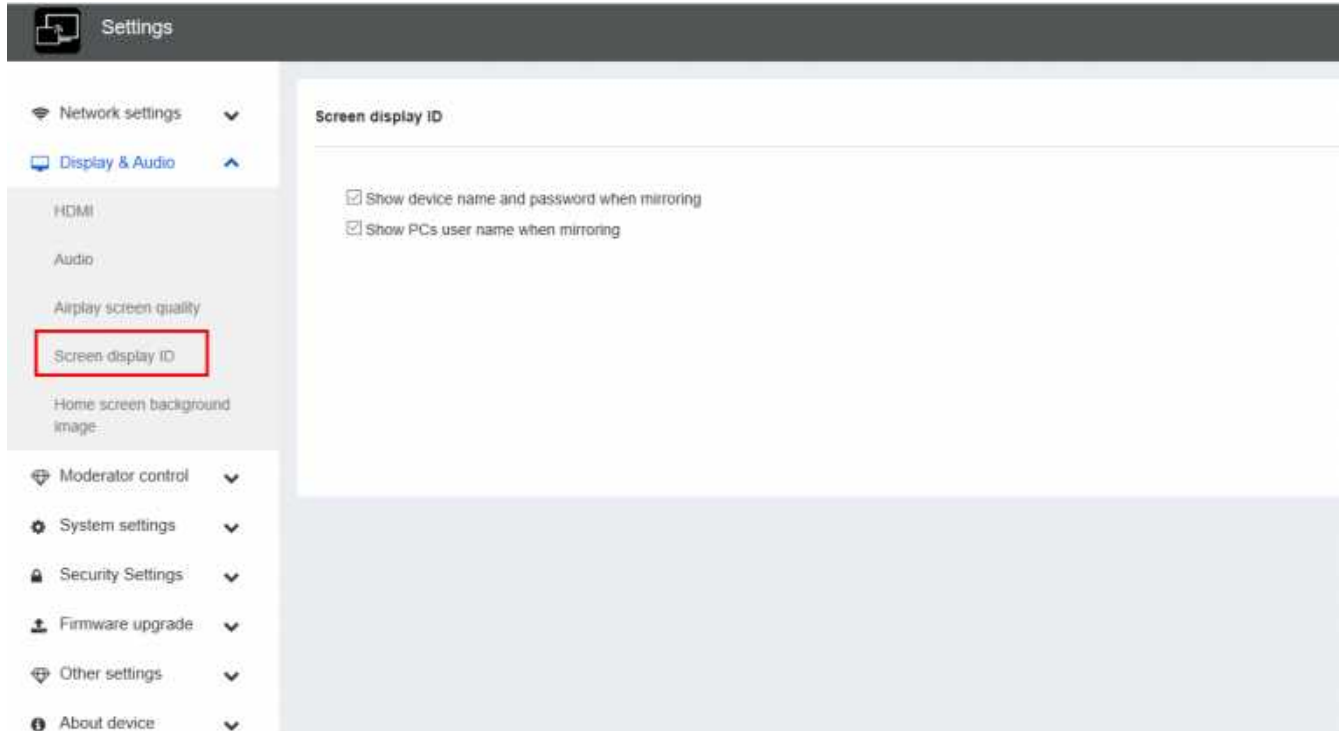 Settings
Network settings
Display & Audio
HDMI
Audio
Airplay screen quality
Screen display ID
Home screen background
image
Moderator control
System settings
Security Settings
Firmware upgrade
Other settings
About device
Screen display ID
Show device name and password when mirroring
Show PCs user name when mirroring